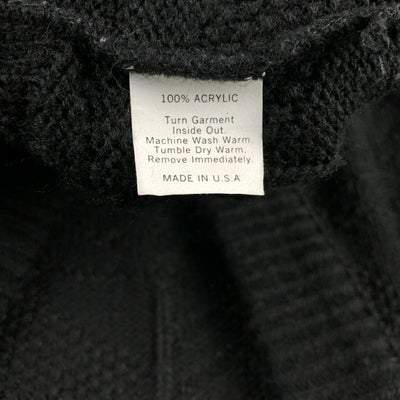 100% ACRYLIC
Turn Garment
Inside Out.
Machine Wash Warm.
Tumble Dry Warm.
Remove Immediately.
MADE IN U.S.A